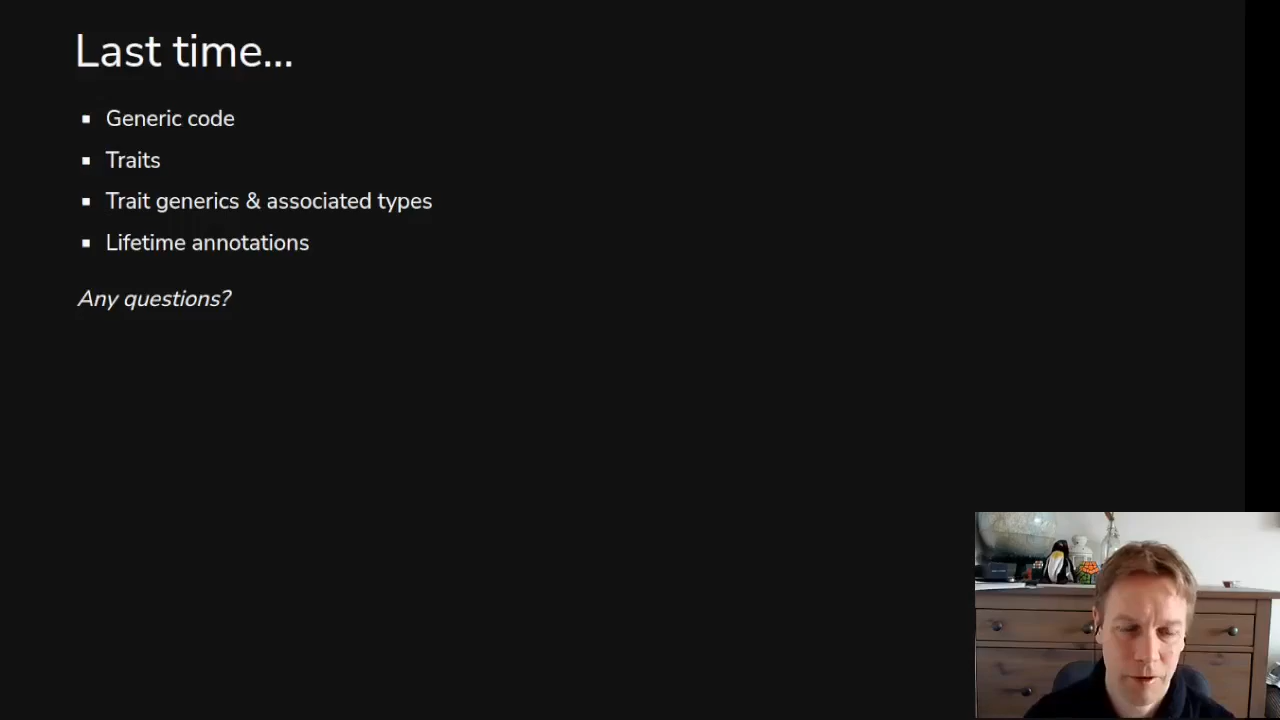 Last time...
Generic code
Traits
Trait generics & associated types
Lifetime annotations
Any questions?